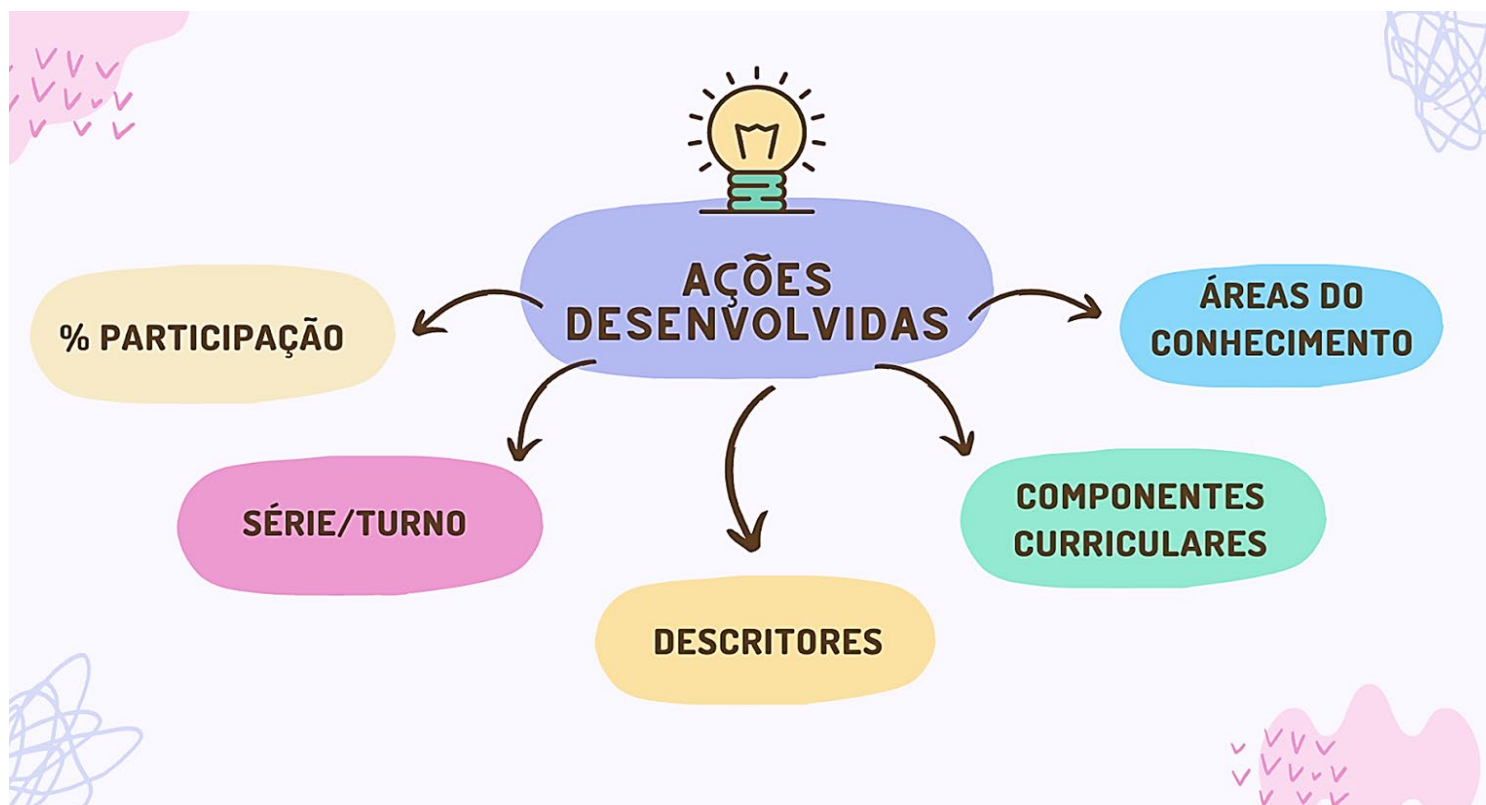 AÇÕES
DESENVOLVIDAS
% PARTICIPAÇÃO
SÉRIE/TURNO
DESCRITORES
COMPONENTES
CURRICULARES
ÁREAS DO
CONHECIMENTO